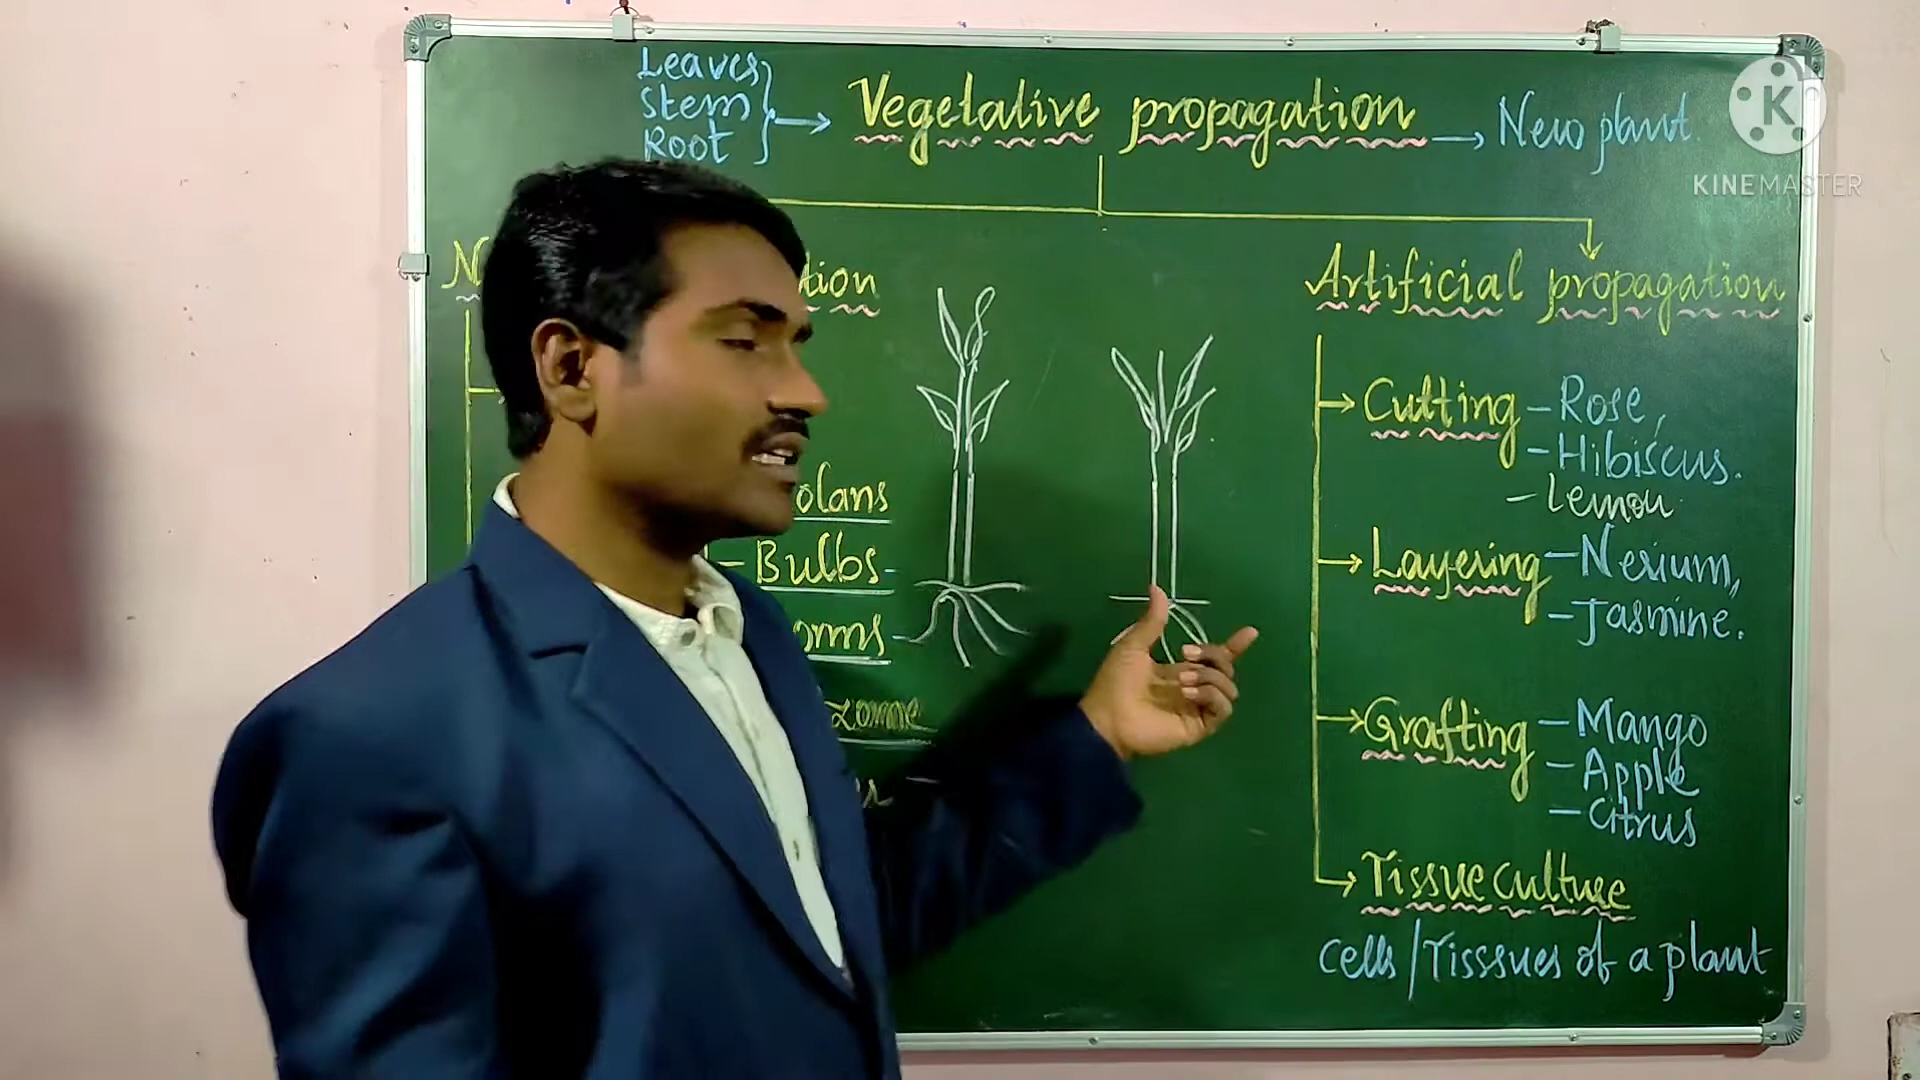 Leaves
Stem
Root
Vegetative propagation
New plant.
K
KINEMASTER
Artificial propagation
Cutting - Rose,
- Hibiscus.
- Lemon
- Bulbs
Layering - Nerium,
- Jasmine.
Grafting - Mango
- Apple
- Citrus
Tissue culture
Cells / Tisssues of a plant